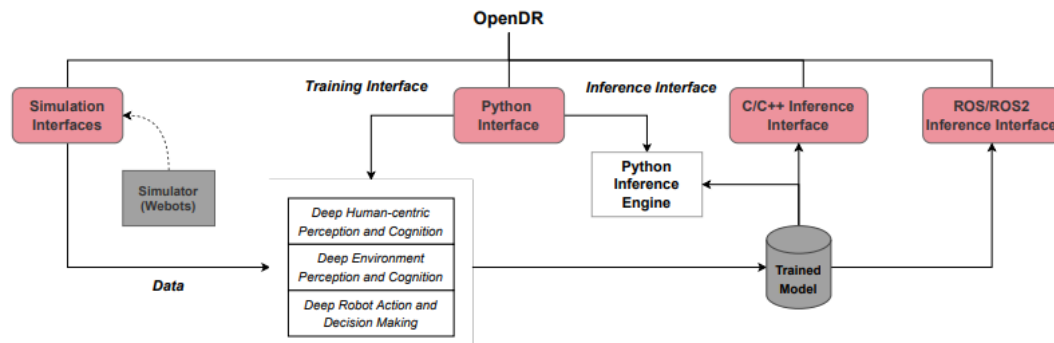 OpenDR
Training Interface
Inference Interface
Simulation
Interfaces
Python
Interface
C/C++ Inference
Interface
ROS/ROS2
Inference Interface
Simulator
(Webots)
Python
Inference
Engine
Deep Human-centric
Perception and Cognition
Deep Environment
Perception and Cognition
Deep Robot Action and
Decision Making
Data
Trained
Model